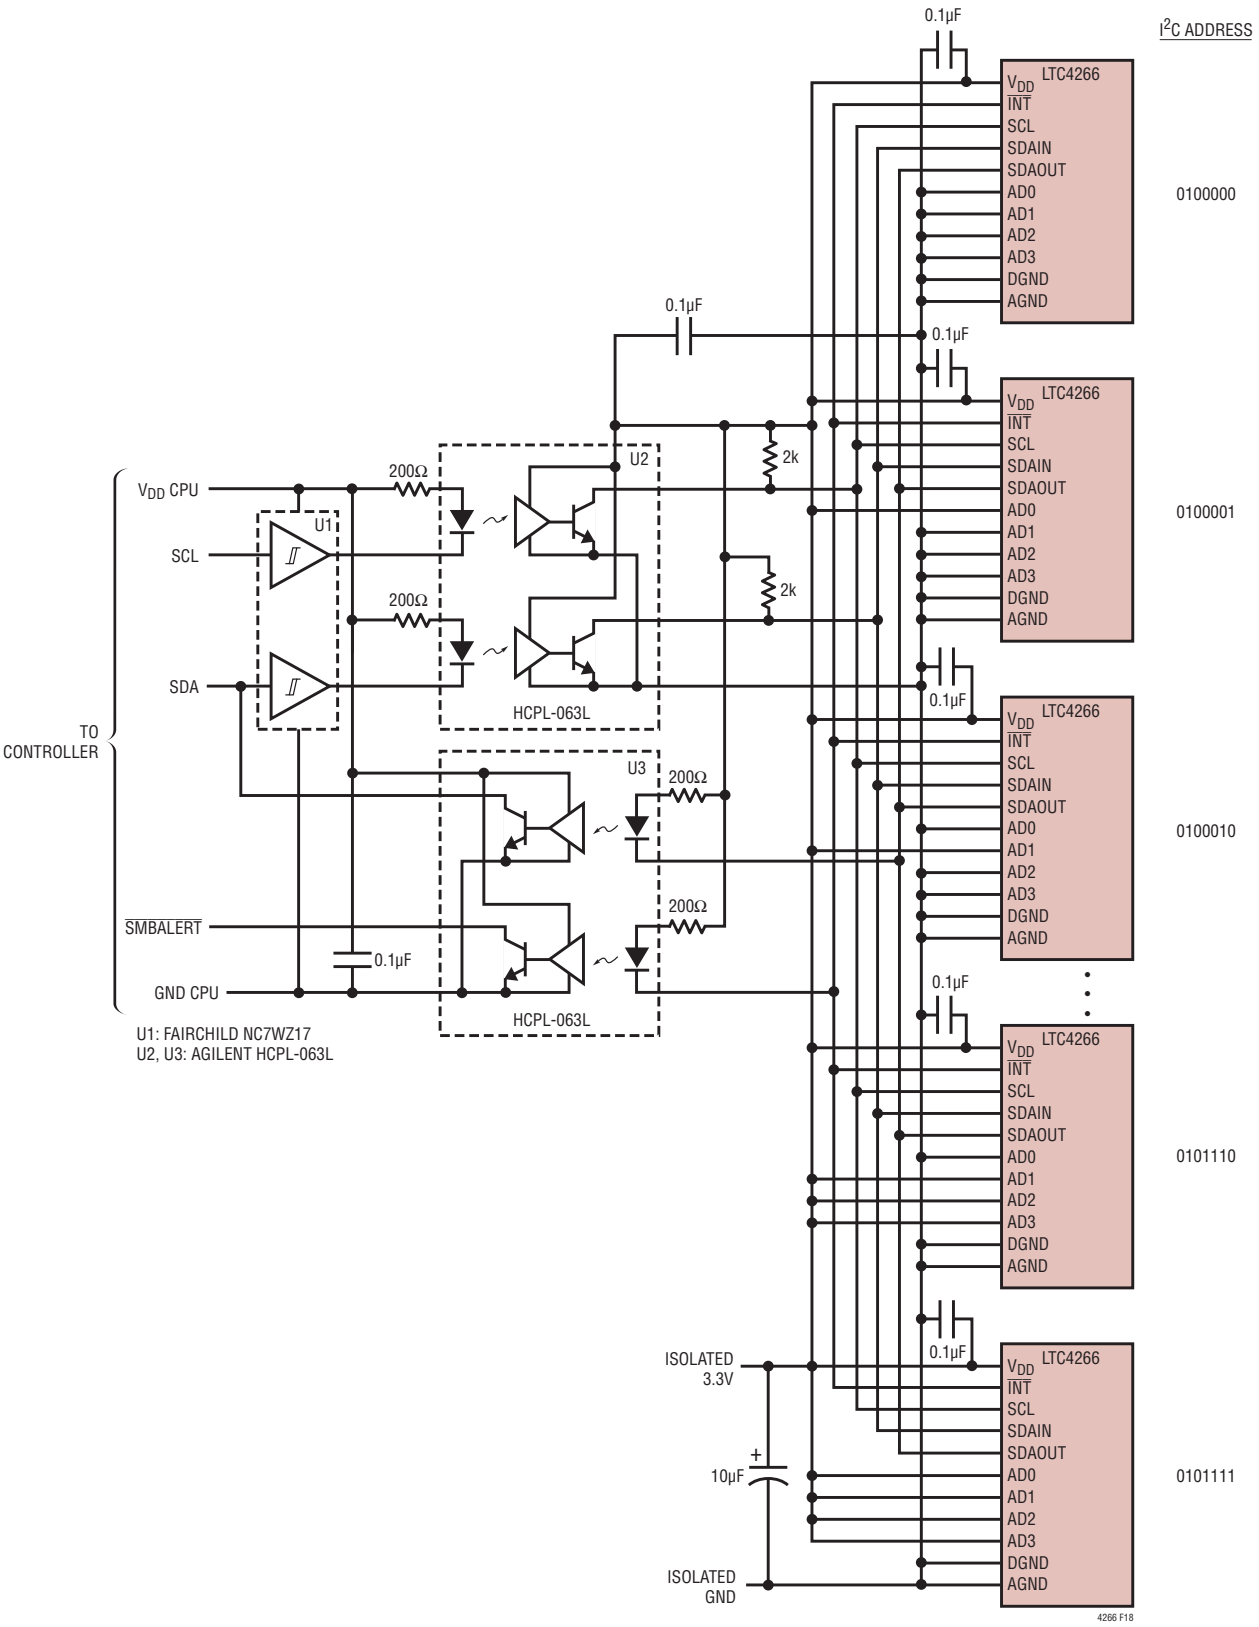 0.1µF
I²C ADDRESS
LTC4266
VDD
INT
SCL
SDAIN
SDAOUT
AD0
AD1
AD2
AD3
DGND
AGND
0100000
0.1µF
0.1µF
LTC4266
VDD
INT
SCL
SDAIN
SDAOUT
AD0
AD1
AD2
AD3
DGND
AGND
0100001
2k
2k
VDD CPU
200Ω
U2
U1
SCL
200Ω
SDA
HCPL-063L
TO
CONTROLLER
U3
200Ω
200Ω
SMBALERT
0.1µF
GND CPU
HCPL-063L
U1: FAIRCHILD NC7WZ17
U2, U3: AGILENT HCPL-063L
0.1µF
LTC4266
VDD
INT
SCL
SDAIN
SDAOUT
AD0
AD1
AD2
AD3
DGND
AGND
0100010
0.1µF
LTC4266
VDD
INT
SCL
SDAIN
SDAOUT
AD0
AD1
AD2
AD3
DGND
AGND
0101110
0.1µF
ISOLATED
3.3V
+
10µF
ISOLATED
GND
LTC4266
VDD
INT
SCL
SDAIN
SDAOUT
AD0
AD1
AD2
AD3
DGND
AGND
0101111
4266 F18